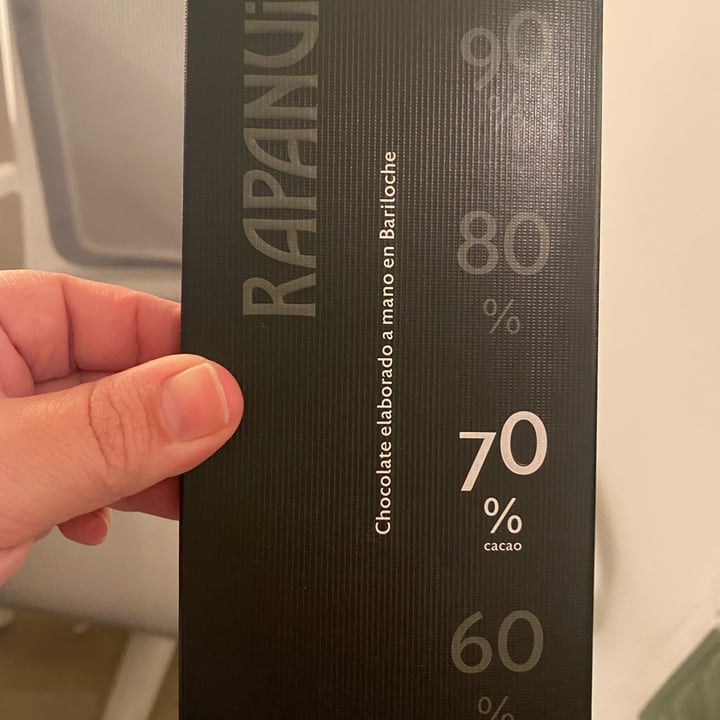 RAPANUi
Chocolate elaborado a mano en Bariloche
90
%
80
%
70
%
cacao
60
%